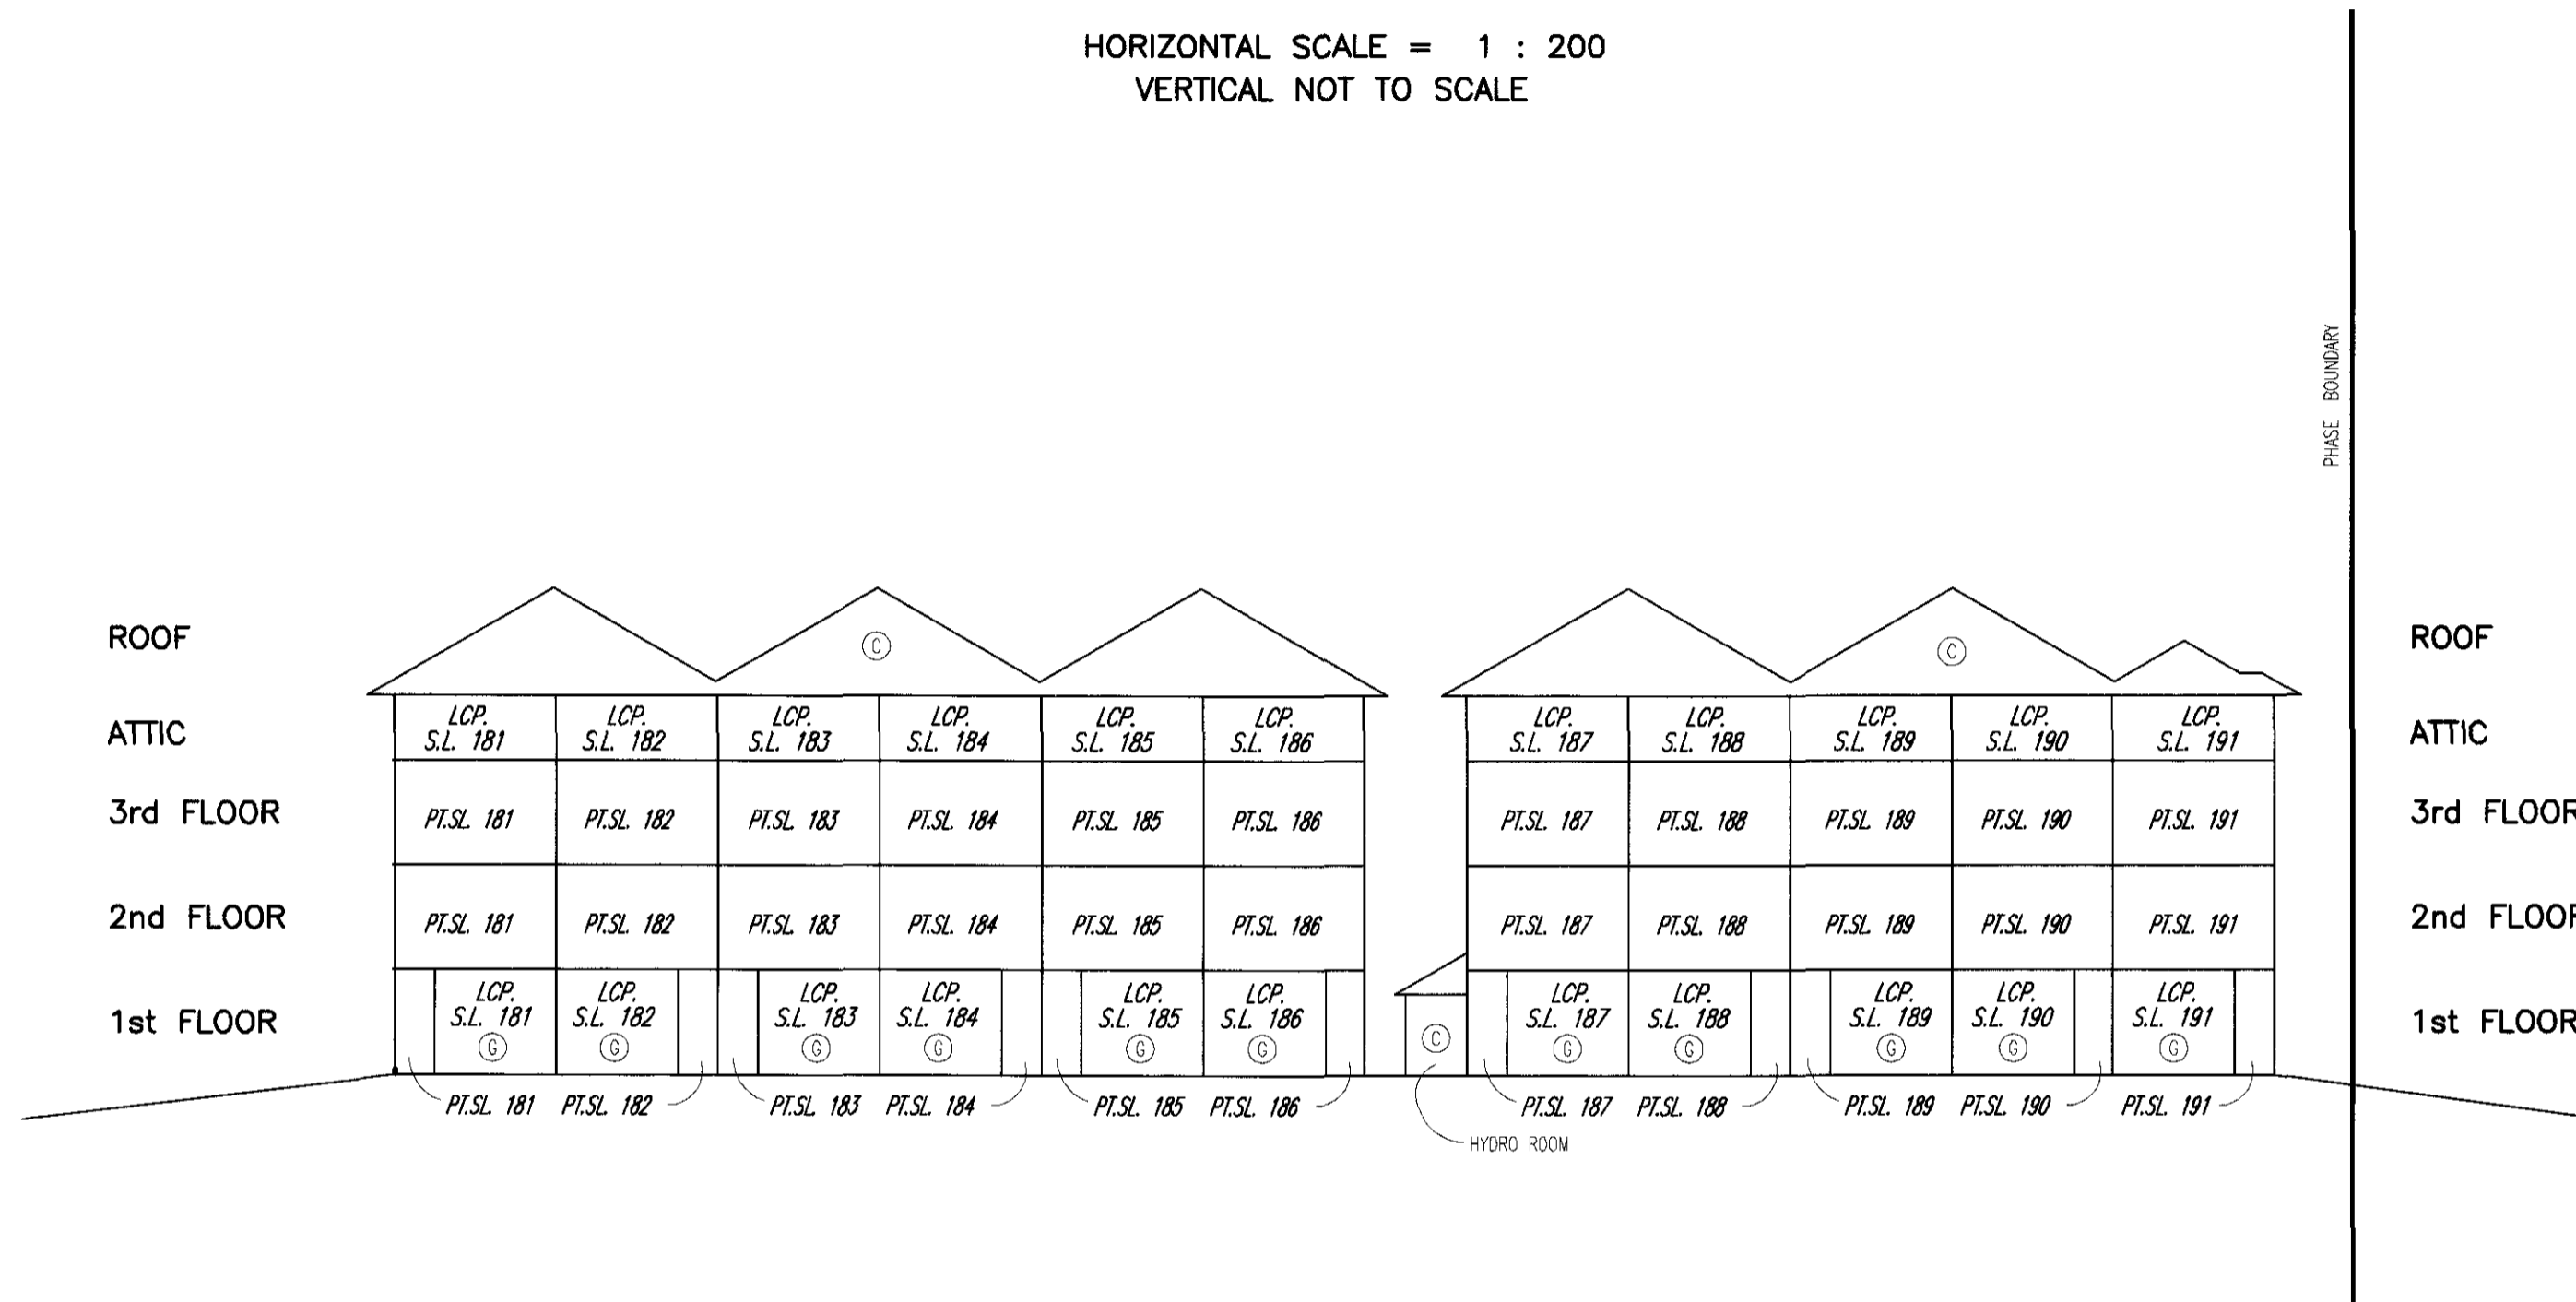 HORIZONTAL SCALE = 1 : 200
VERTICAL NOT TO SCALE
PHASE BOUNDARY
ROOF
C
C
ROOF
ATTIC
LCP.
S.L. 181
LCP.
S.L. 182
LCP.
S.L. 183
LCP.
S.L. 184
LCP.
S.L. 185
LCP.
S.L. 186
LCP.
S.L. 187
LCP.
S.L. 188
LCP.
S.L. 189
LCP.
S.L. 190
LCP.
S.L. 191
ATTIC
3rd FLOOR
PT.SL. 181
PT.SL. 182
PT.SL. 183
PT.SL. 184
PT.SL. 185
PT.SL. 186
PT.SL. 187
PT.SL. 188
PT.SL. 189
PT.SL. 190
PT.SL. 191
3rd FLOOR
2nd FLOOR
PT.SL. 181
PT.SL. 182
PT.SL. 183
PT.SL. 184
PT.SL. 185
PT.SL. 186
PT.SL. 187
PT.SL. 188
PT.SL. 189
PT.SL. 190
PT.SL. 191
2nd FLOOR
1st FLOOR
LCP.
S.L. 181
G
LCP.
S.L. 182
G
LCP.
S.L. 183
G
LCP.
S.L. 184
G
LCP.
S.L. 185
G
LCP.
S.L. 186
G
C
LCP.
S.L. 187
G
LCP.
S.L. 188
G
LCP.
S.L. 189
G
LCP.
S.L. 190
G
LCP.
S.L. 191
G
1st FLOOR
PT.SL. 181
PT.SL. 182
PT.SL. 183
PT.SL. 184
PT.SL. 185
PT.SL. 186
PT.SL. 187
PT.SL. 188
PT.SL. 189
PT.SL. 190
PT.SL. 191
HYDRO ROOM